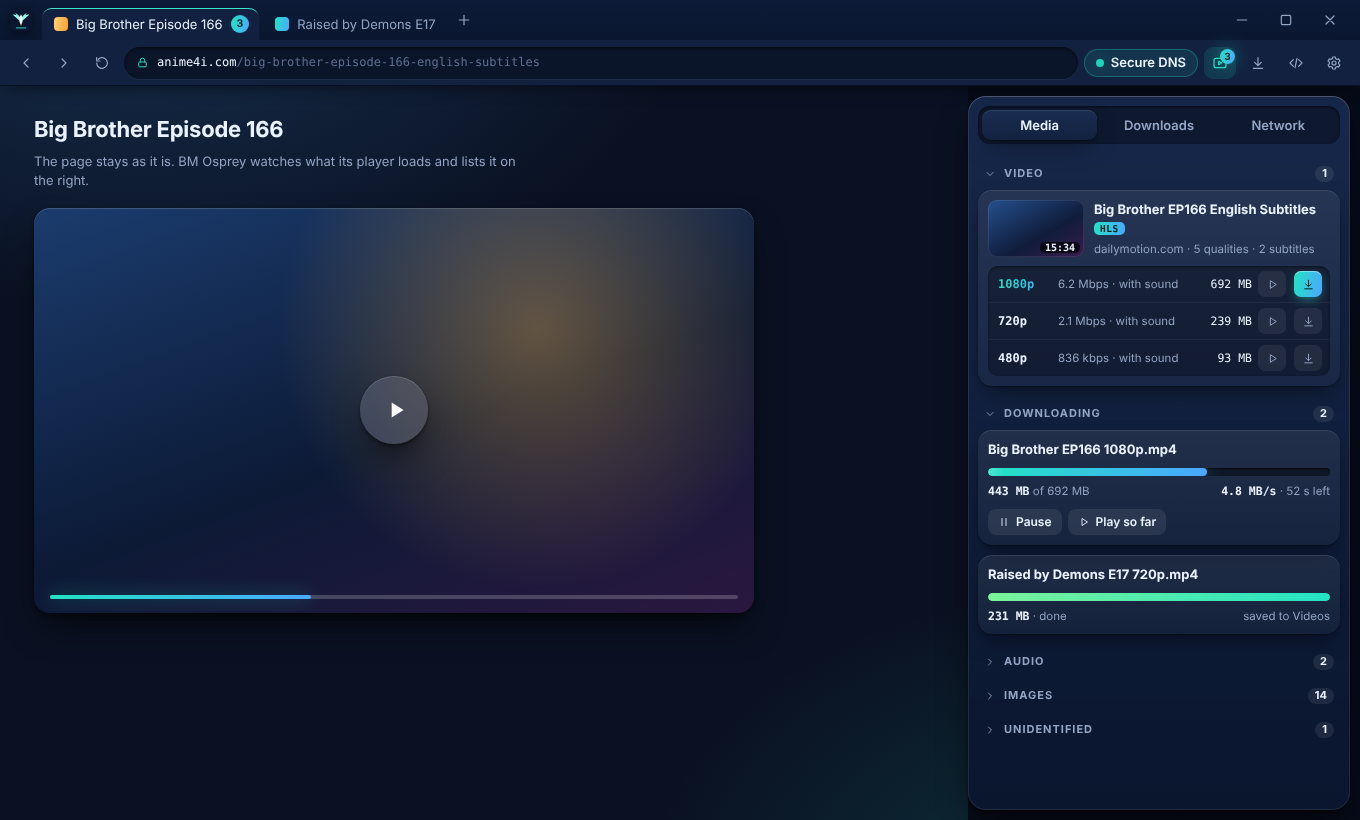 Big Brother Episode 166 3 Raised by Demons E17
anime4i.com/big-brother-episode-166-english-subtitles Secure DNS 3
Big Brother Episode 166
The page stays as it is. BM Osprey watches what its player loads and lists it on
the right.
Media Downloads Network
VIDEO 1
Big Brother EP166 English Subtitles
HLS
15:34 dailymotion.com · 5 qualities · 2 subtitles
1080p 6.2 Mbps · with sound 692 MB
720p 2.1 Mbps · with sound 239 MB
480p 836 kbps · with sound 93 MB
DOWNLOADING 2
Big Brother EP166 1080p.mp4
443 MB of 692 MB 4.8 MB/s · 52 s left
Pause Play so far
Raised by Demons E17 720p.mp4
231 MB · done saved to Videos
AUDIO 2
IMAGES 14
UNIDENTIFIED 1